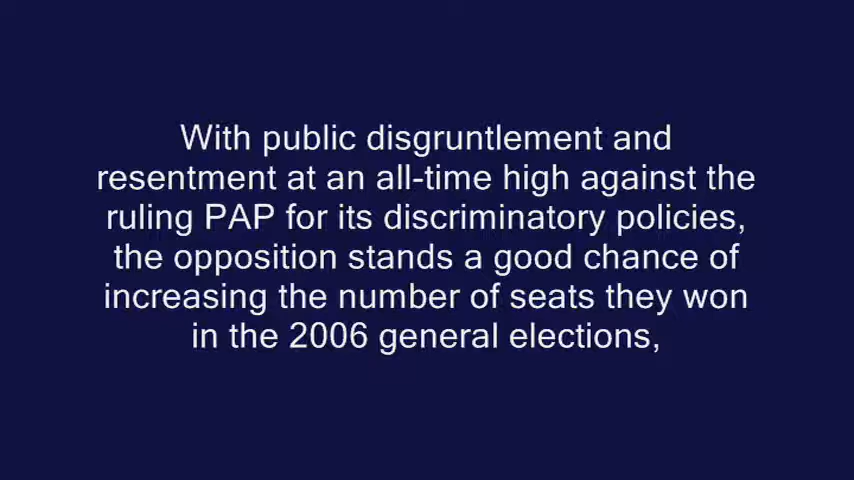 With public disgruntlement and
resentment at an all-time high against the
ruling PAP for its discriminatory policies,
the opposition stands a good chance of
increasing the number of seats they won
in the 2006 general elections,